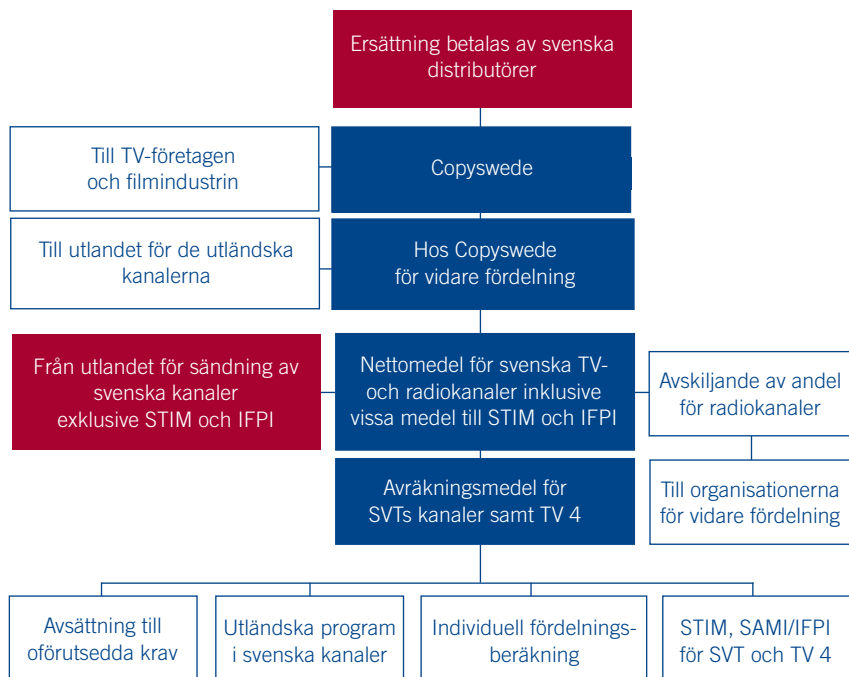 Ersättning betalas av svenska
distributörer
Till TV-företagen
och filmindustrin
Copyswede
Till utlandet för de utländska
kanalerna
Hos Copyswede
för vidare fördelning
Från utlandet för sändning av
svenska kanaler
exklusive STIM och IFPI
Nettomedel för svenska TV-
och radiokanaler inklusive
vissa medel till STIM och IFPI
Avskiljande av andel
för radiokanaler
Avräkningsmedel för
SVTs kanaler samt TV 4
Till organisationerna
för vidare fördelning
Avsättning till
oförutsedda krav
Utländska program
i svenska kanaler
Individuell fördelnings-
beräkning
STIM, SAMI/IFPI
för SVT och TV 4